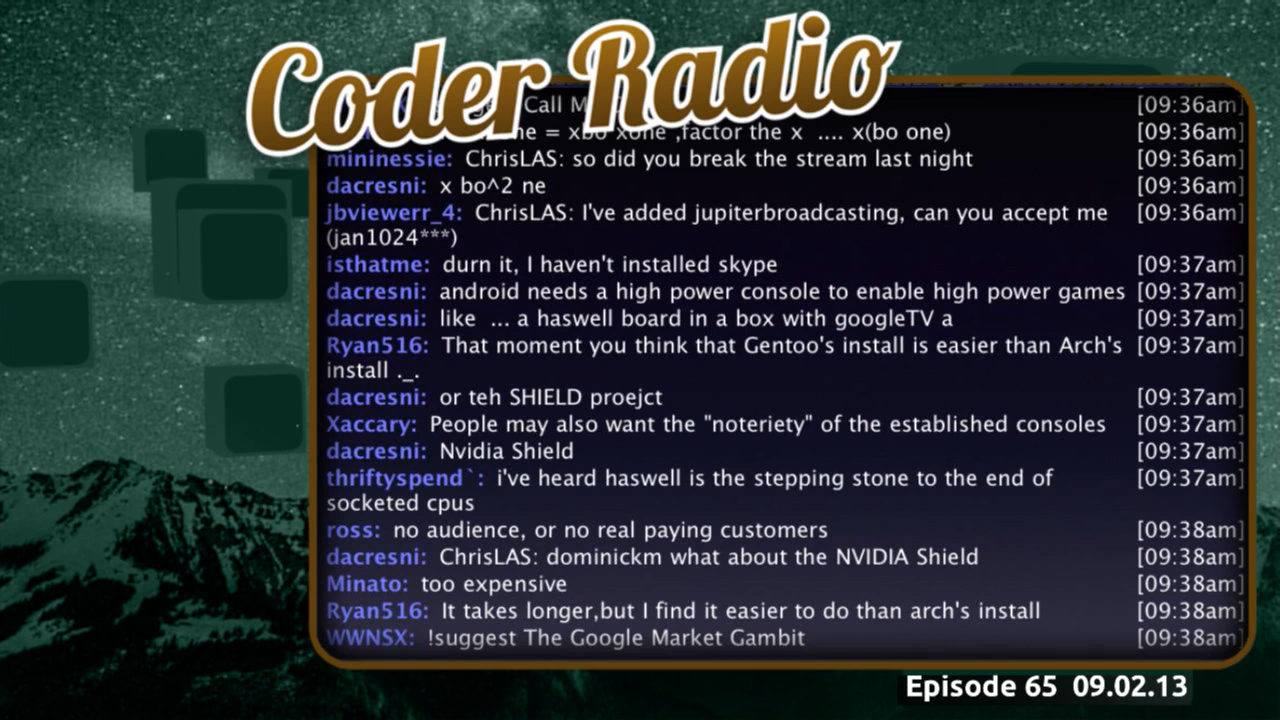 Coder Radio
Call M [09:36am]
ne = xbo xone ,factor the x .... x(bo one) [09:36am]
mininessie: ChrisLAS: so did you break the stream last night [09:36am]
dacresni: x bo^2 ne [09:36am]
jbviewerr_4: ChrisLAS: I've added jupiterbroadcasting, can you accept me [09:36am]
(jan1024***)
isthatme: durn it, I haven't installed skype [09:37am]
dacresni: android needs a high power console to enable high power games [09:37am]
dacresni: like ... a haswell board in a box with googleTV a [09:37am]
Ryan516: That moment you think that Gentoo's install is easier than Arch's [09:37am]
install ._.
dacresni: or teh SHIELD proejct [09:37am]
Xaccary: People may also want the "noteriety" of the established consoles [09:37am]
dacresni: Nvidia Shield [09:37am]
thriftyspend`: i've heard haswell is the stepping stone to the end of [09:37am]
socketed cpus
ross: no audience, or no real paying customers [09:38am]
dacresni: ChrisLAS: dominickm what about the NVIDIA Shield [09:38am]
Minato: too expensive [09:38am]
Ryan516: It takes longer,but I find it easier to do than arch's install [09:38am]
WWNSX: !suggest The Google Market Gambit [09:38am]
Episode 65 09.02.13